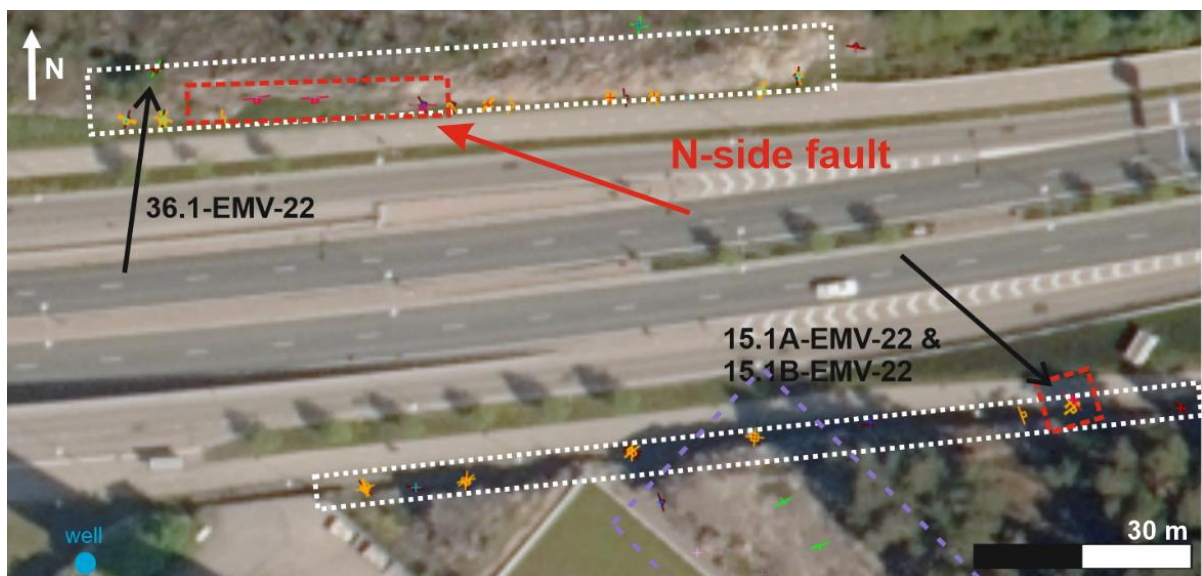 N
N-side fault
36.1-EMV-22
15.1A-EMV-22 &
15.1B-EMV-22
well
30 m